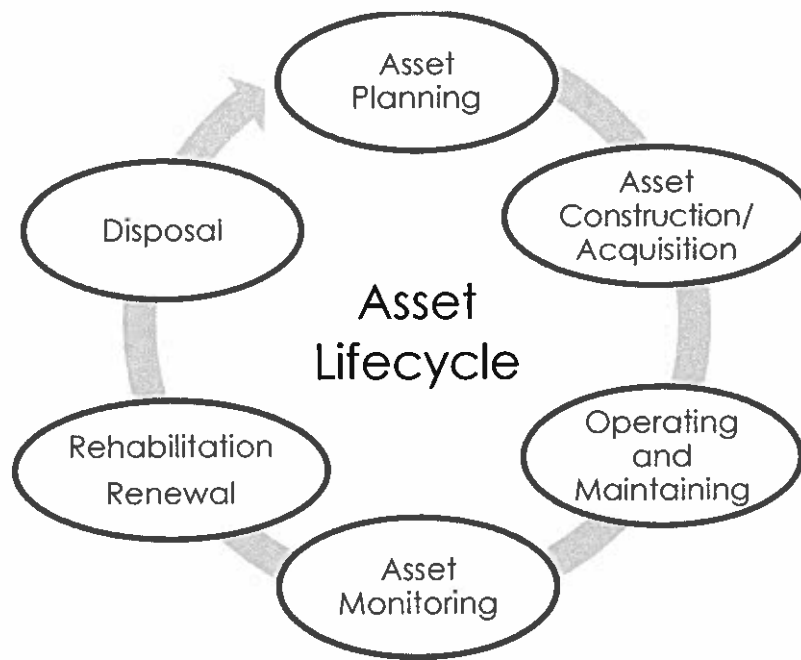 Asset
Planning
Asset
Construction/
Acquisition
Operating
and
Maintaining
Asset
Monitoring
Rehabilitation
Renewal
Disposal
Asset
Lifecycle